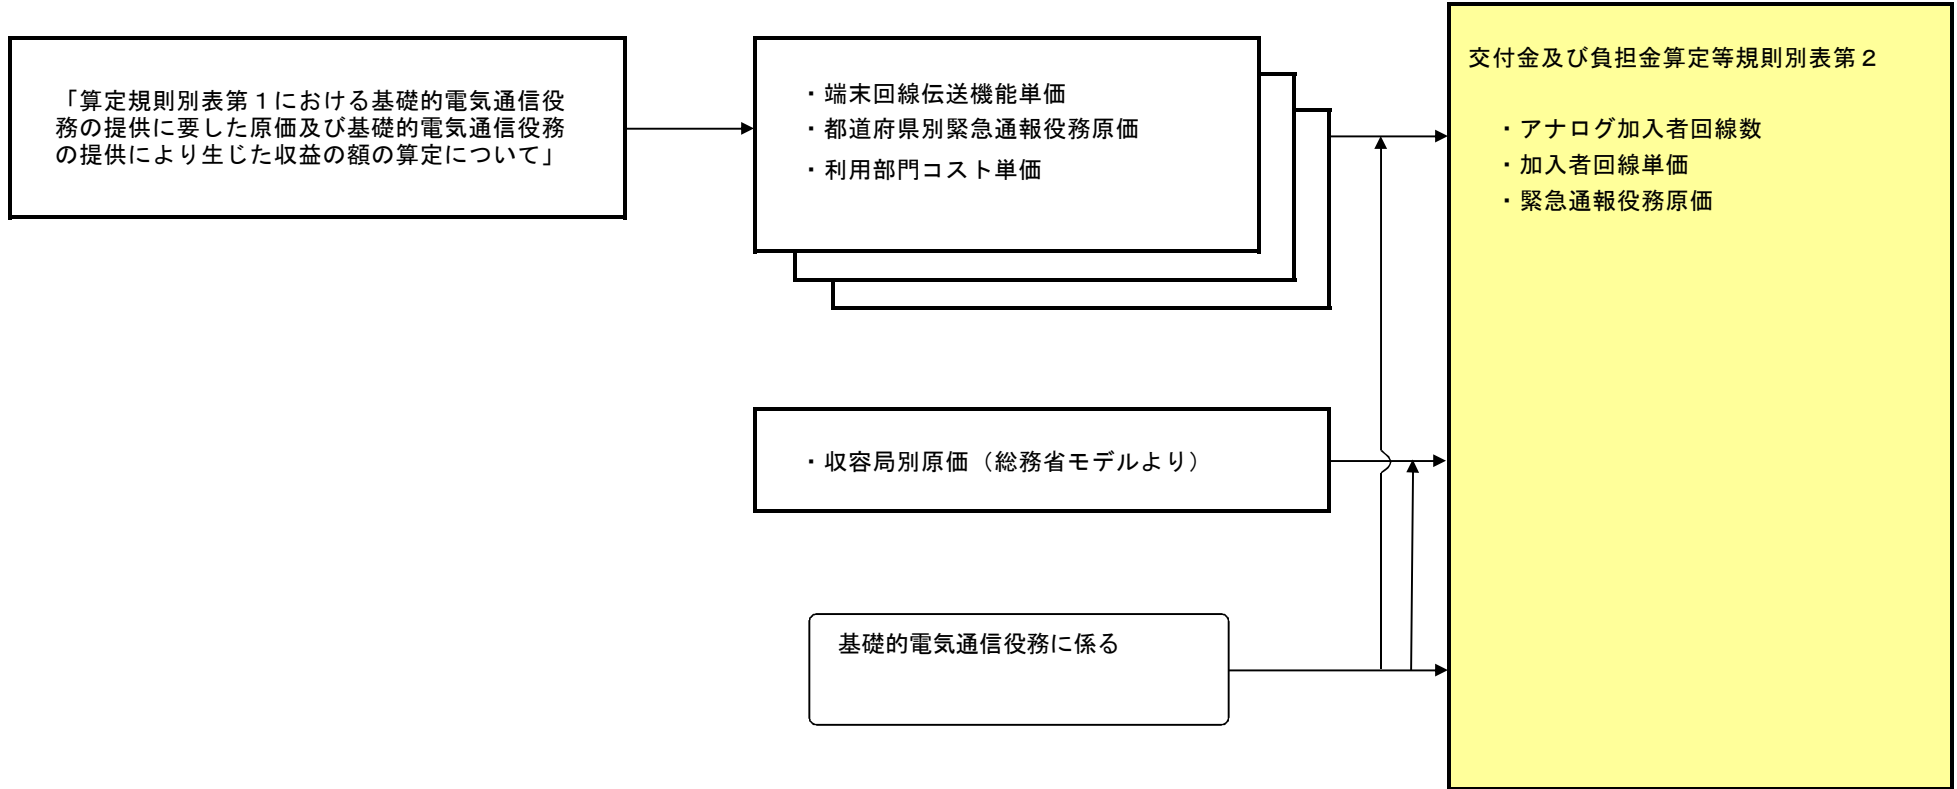 「算定規則別表第１における基礎的電気通信役
務の提供に要した原価及び基礎的電気通信役務
の提供により生じた収益の額の算定について」
・端末回線伝送機能単価
・都道府県別緊急通報役務原価
・利用部門コスト単価
交付金及び負担金算定等規則別表第２
・アナログ加入者回線数
・加入者回線単価
・緊急通報役務原価
・収容局別原価（総務省モデルより）
基礎的電気通信役務に係る